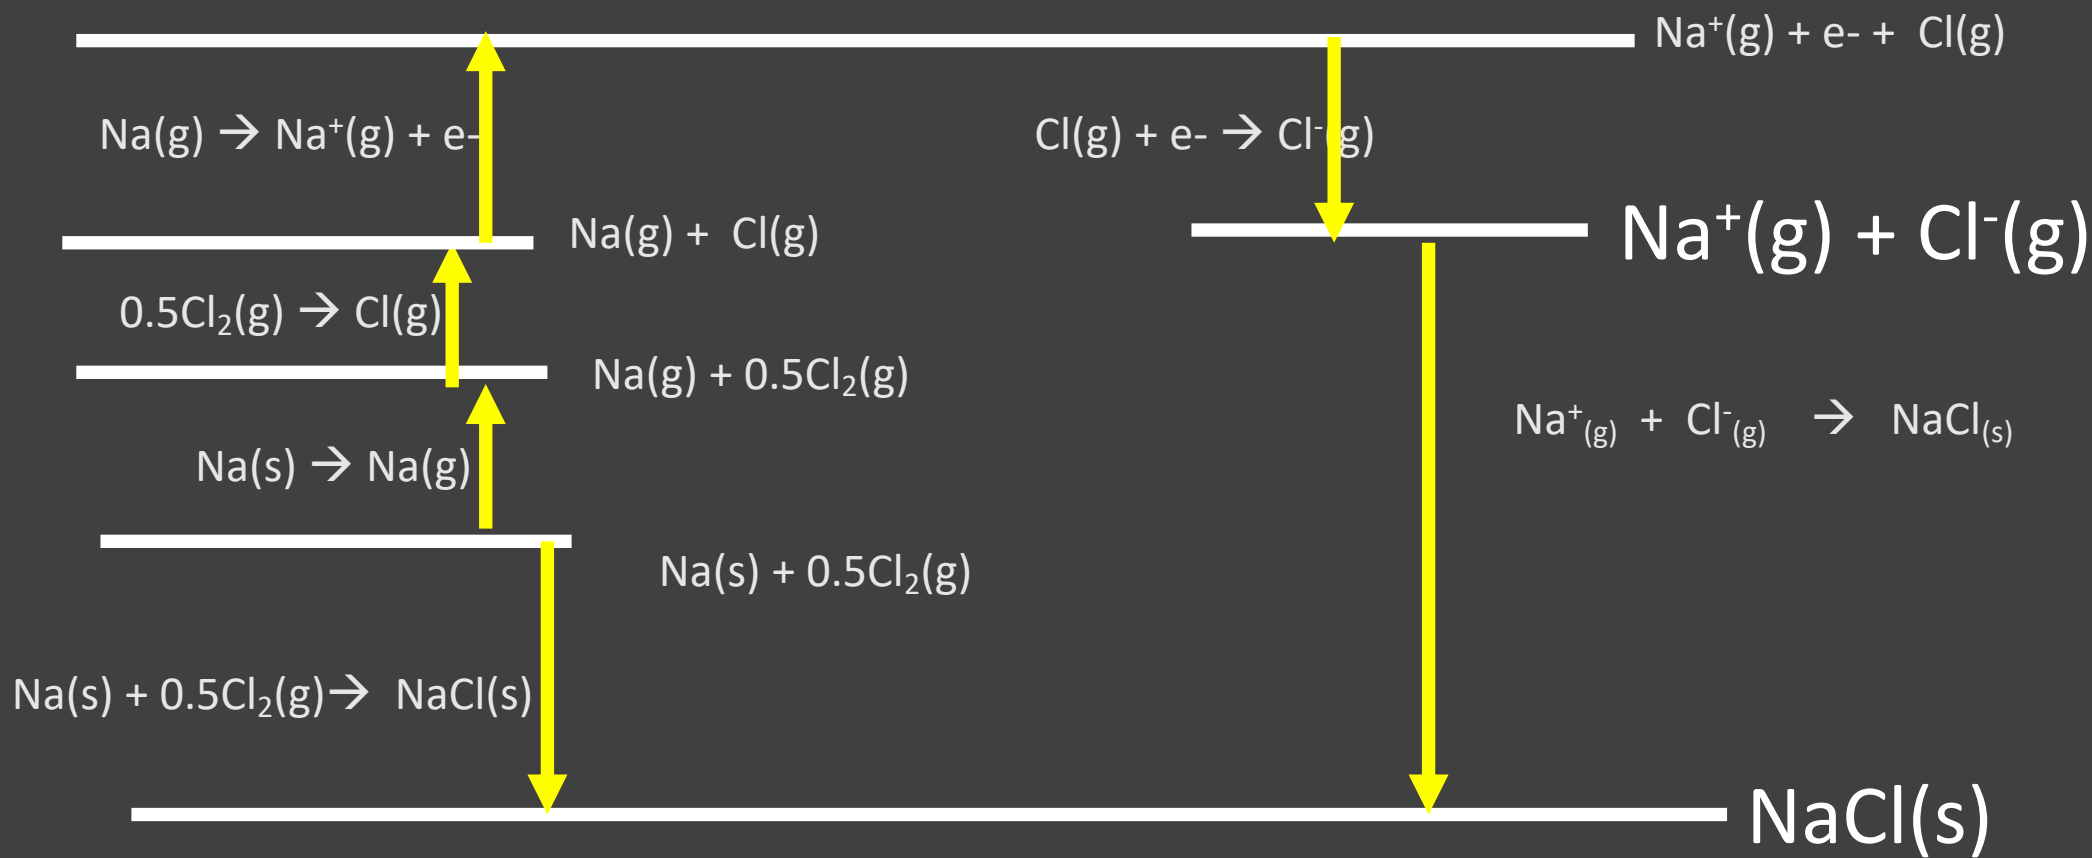 Na⁺(g) + e- + Cl(g)
Na(g) → Na⁺(g) + e-
Cl(g) + e- → Cl⁻(g)
Na(g) + Cl(g)
Na⁺(g) + Cl⁻(g)
0.5Cl₂(g) → Cl(g)
Na(g) + 0.5Cl₂(g)
Na⁺(g) + Cl⁻(g) → NaCl(s)
Na(s) → Na(g)
Na(s) + 0.5Cl₂(g)
Na(s) + 0.5Cl₂(g)→ NaCl(s)
NaCl(s)